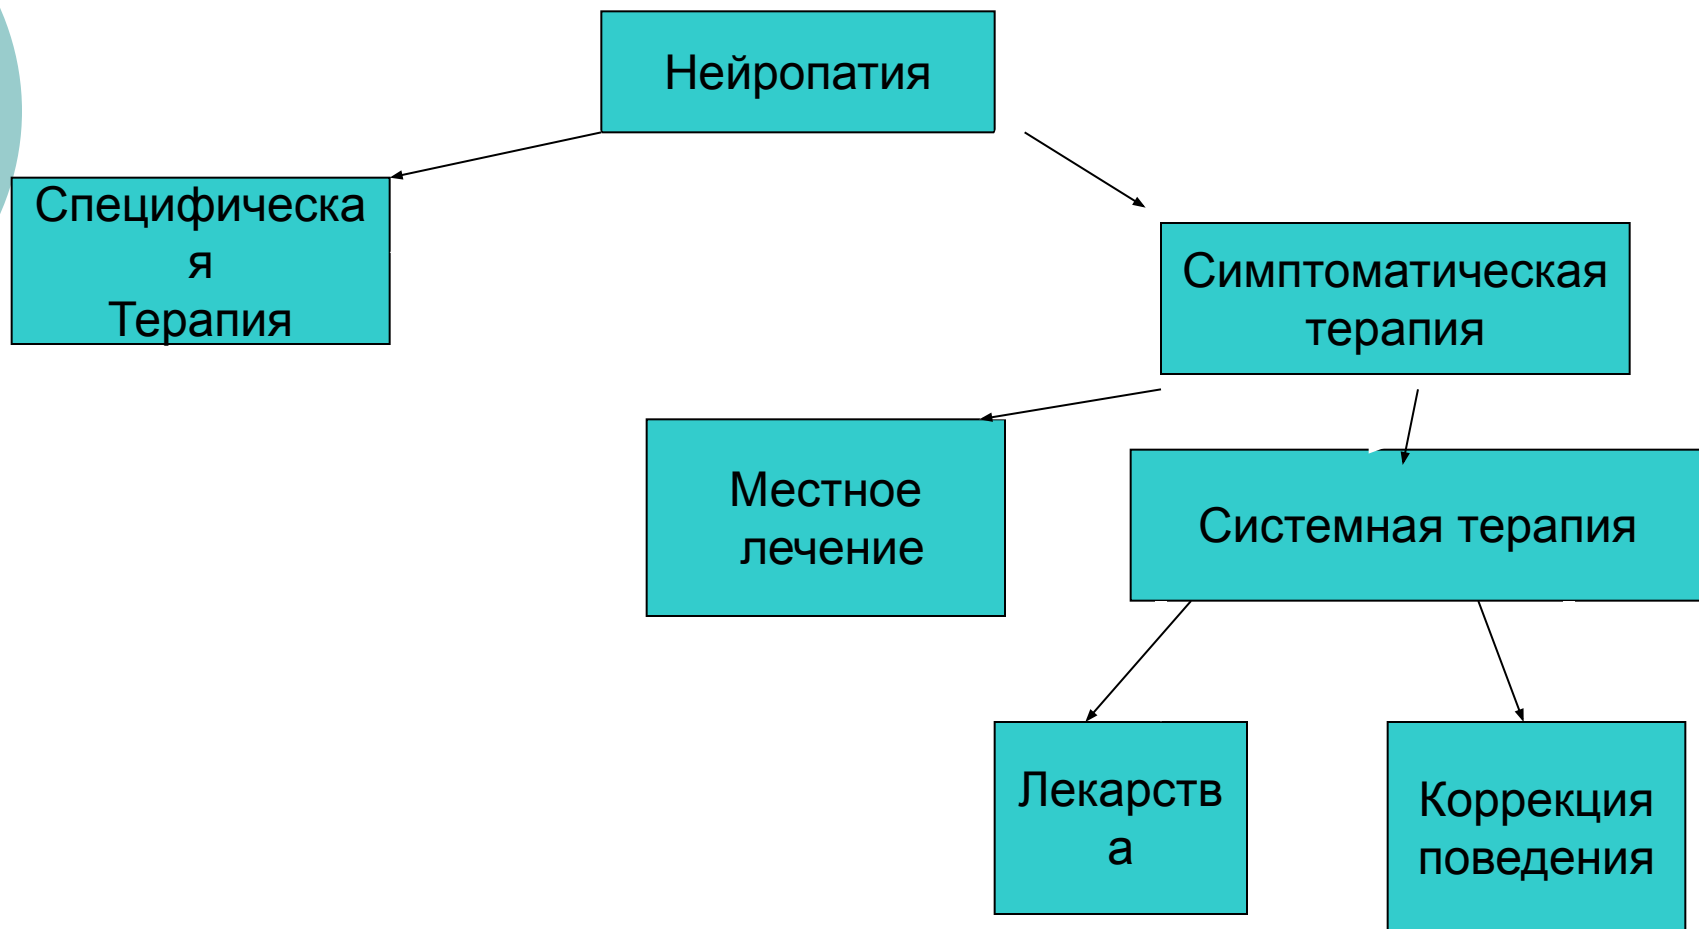 Нейропатия
Специфическа
я
Терапия
Симптоматическая
терапия
Местное
лечение
Системная терапия
Лекарств
а
Коррекция
поведения